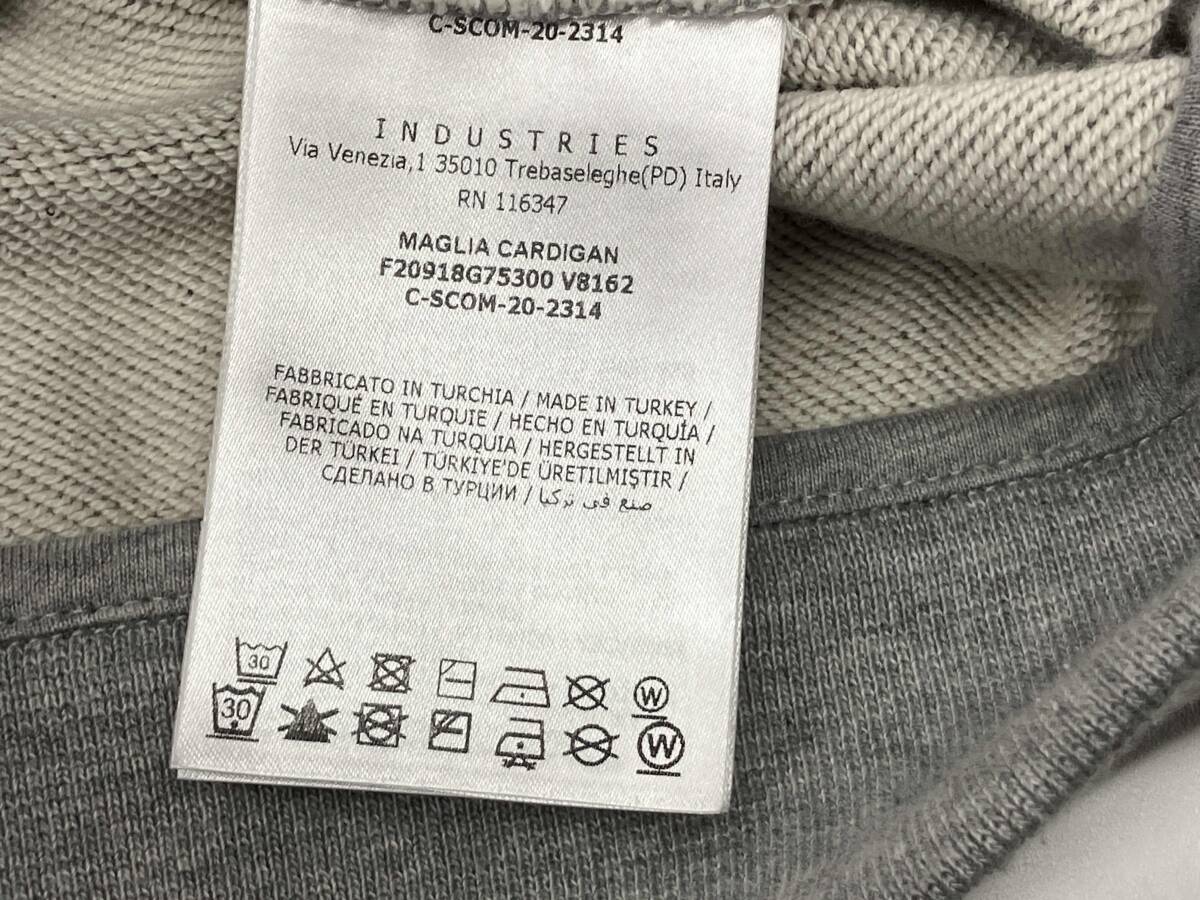 C-SCOM-20-2314
INDUSTRIES
Via Venezia,1 35010 Trebaseleghe(PD) Italy
RN 116347
MAGLIA CARDIGAN
F20918G75300 V8162
C-SCOM-20-2314
FABBRICATO IN TURCHIA / MADE IN TURKEY /
FABRIQUÉ EN TURQUIE / HECHO EN TURQUÍA /
FABRICADO NA TURQUIA / HERGESTELLT IN
DER TÜRKEI / TÜRKIYE'DE ÜRETILMIŞTIR /
СДЕЛАНО В ТУРЦИИ / صنع في تركيا
30 W
30 W